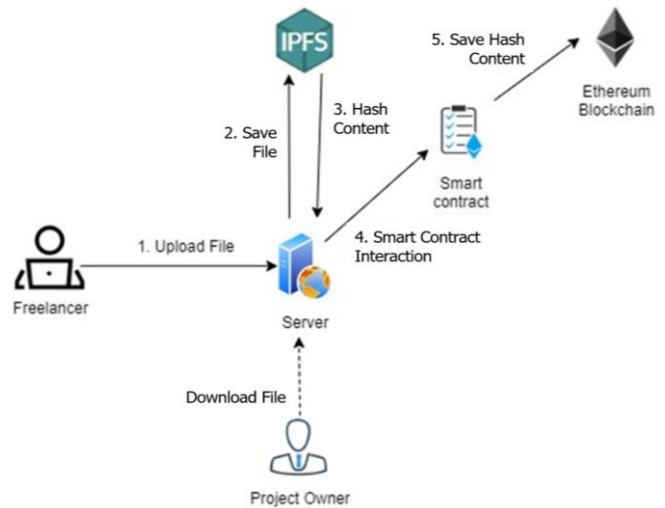 IPFS
5. Save Hash
Content
Ethereum
Blockchain
2. Save
File
3. Hash
Content
Smart
contract
1. Upload File
4. Smart Contract
Interaction
Freelancer
Server
Download File
Project Owner